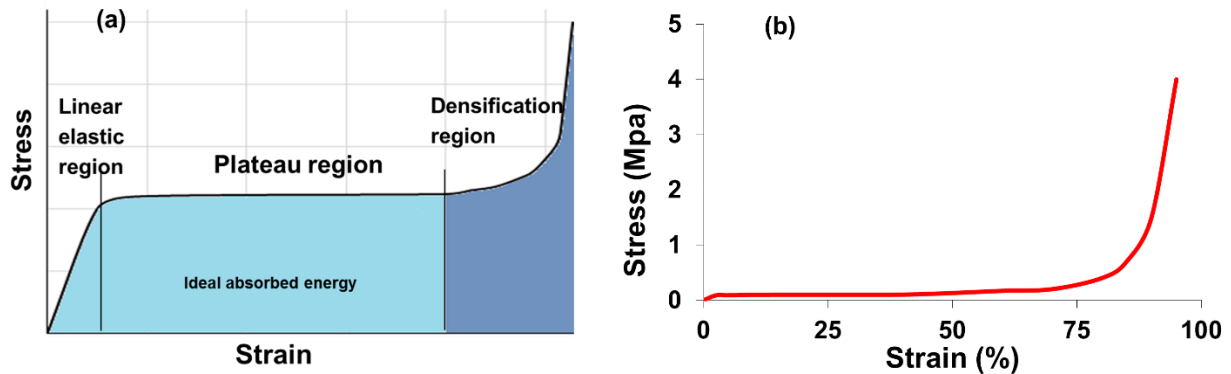 (a)
Stress
Linear
elastic
region
Plateau region
Densification
region
Ideal absorbed energy
Strain
(b)
Stress (Mpa)
5
4
3
2
1
0
0 25 50 75 100
Strain (%)